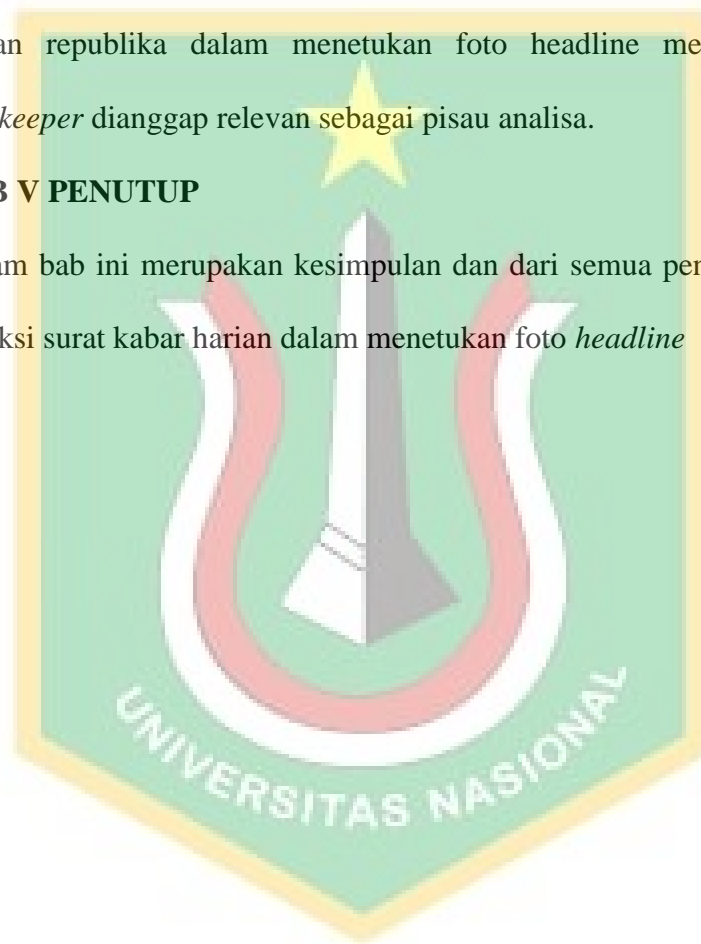 an republika dalam menetukan foto headline me
keeper dianggap relevan sebagai pisau analisa.
B V PENUTUP
am bab ini merupakan kesimpulan dan dari semua
ksi surat kabar harian dalam menetukan foto headline
UNIVERSITAS NASIONAL